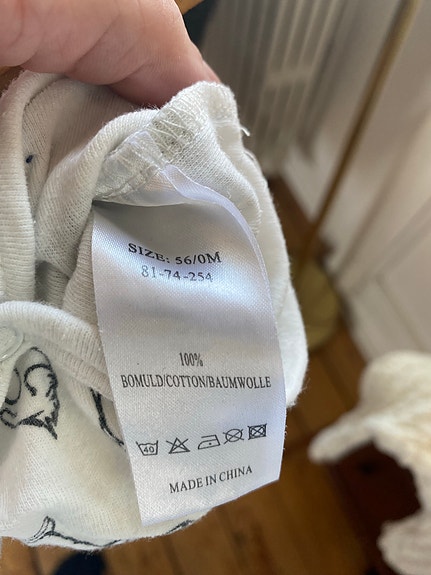 SIZE: 56/0M
81-74-254
100%
BOMULD/COTTON/BAUMWOLLE
40
MADE IN CHINA